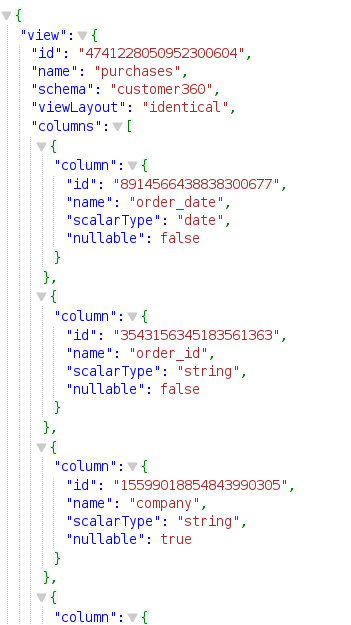 {
"view": {
"id": "4741228050952300604",
"name": "purchases",
"schema": "customer360",
"viewLayout": "identical",
"columns": [
{
"column": {
"id": "8914566438838300677",
"name": "order_date",
"scalarType": "date",
"nullable": false
}
},
{
"column": {
"id": "3543156345183561363",
"name": "order_id",
"scalarType": "string",
"nullable": false
}
},
{
"column": {
"id": "15599018854843990305",
"name": "company",
"scalarType": "string",
"nullable": true
}
},
{
"column": {